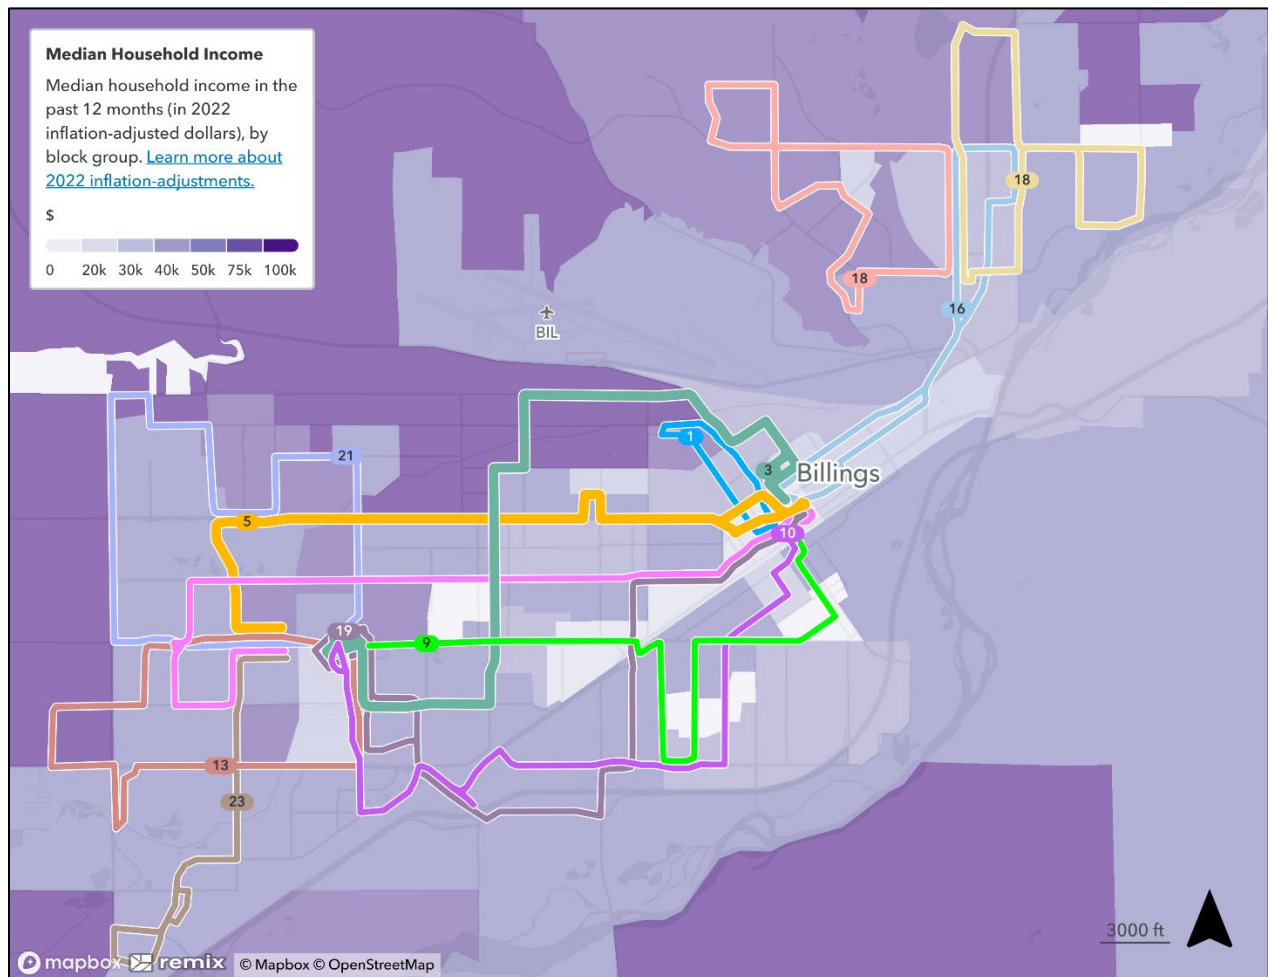 Median Household Income
Median household income in the
past 12 months (in 2022
inflation-adjusted dollars), by
block group. Learn more about
2022 inflation-adjustments.
$
0 20k 30k 40k 50k 75k 100k
18
18
16
BIL
1
21
3
Billings
5
10
19
9
13
23
3000 ft
mapbox remix © Mapbox © OpenStreetMap